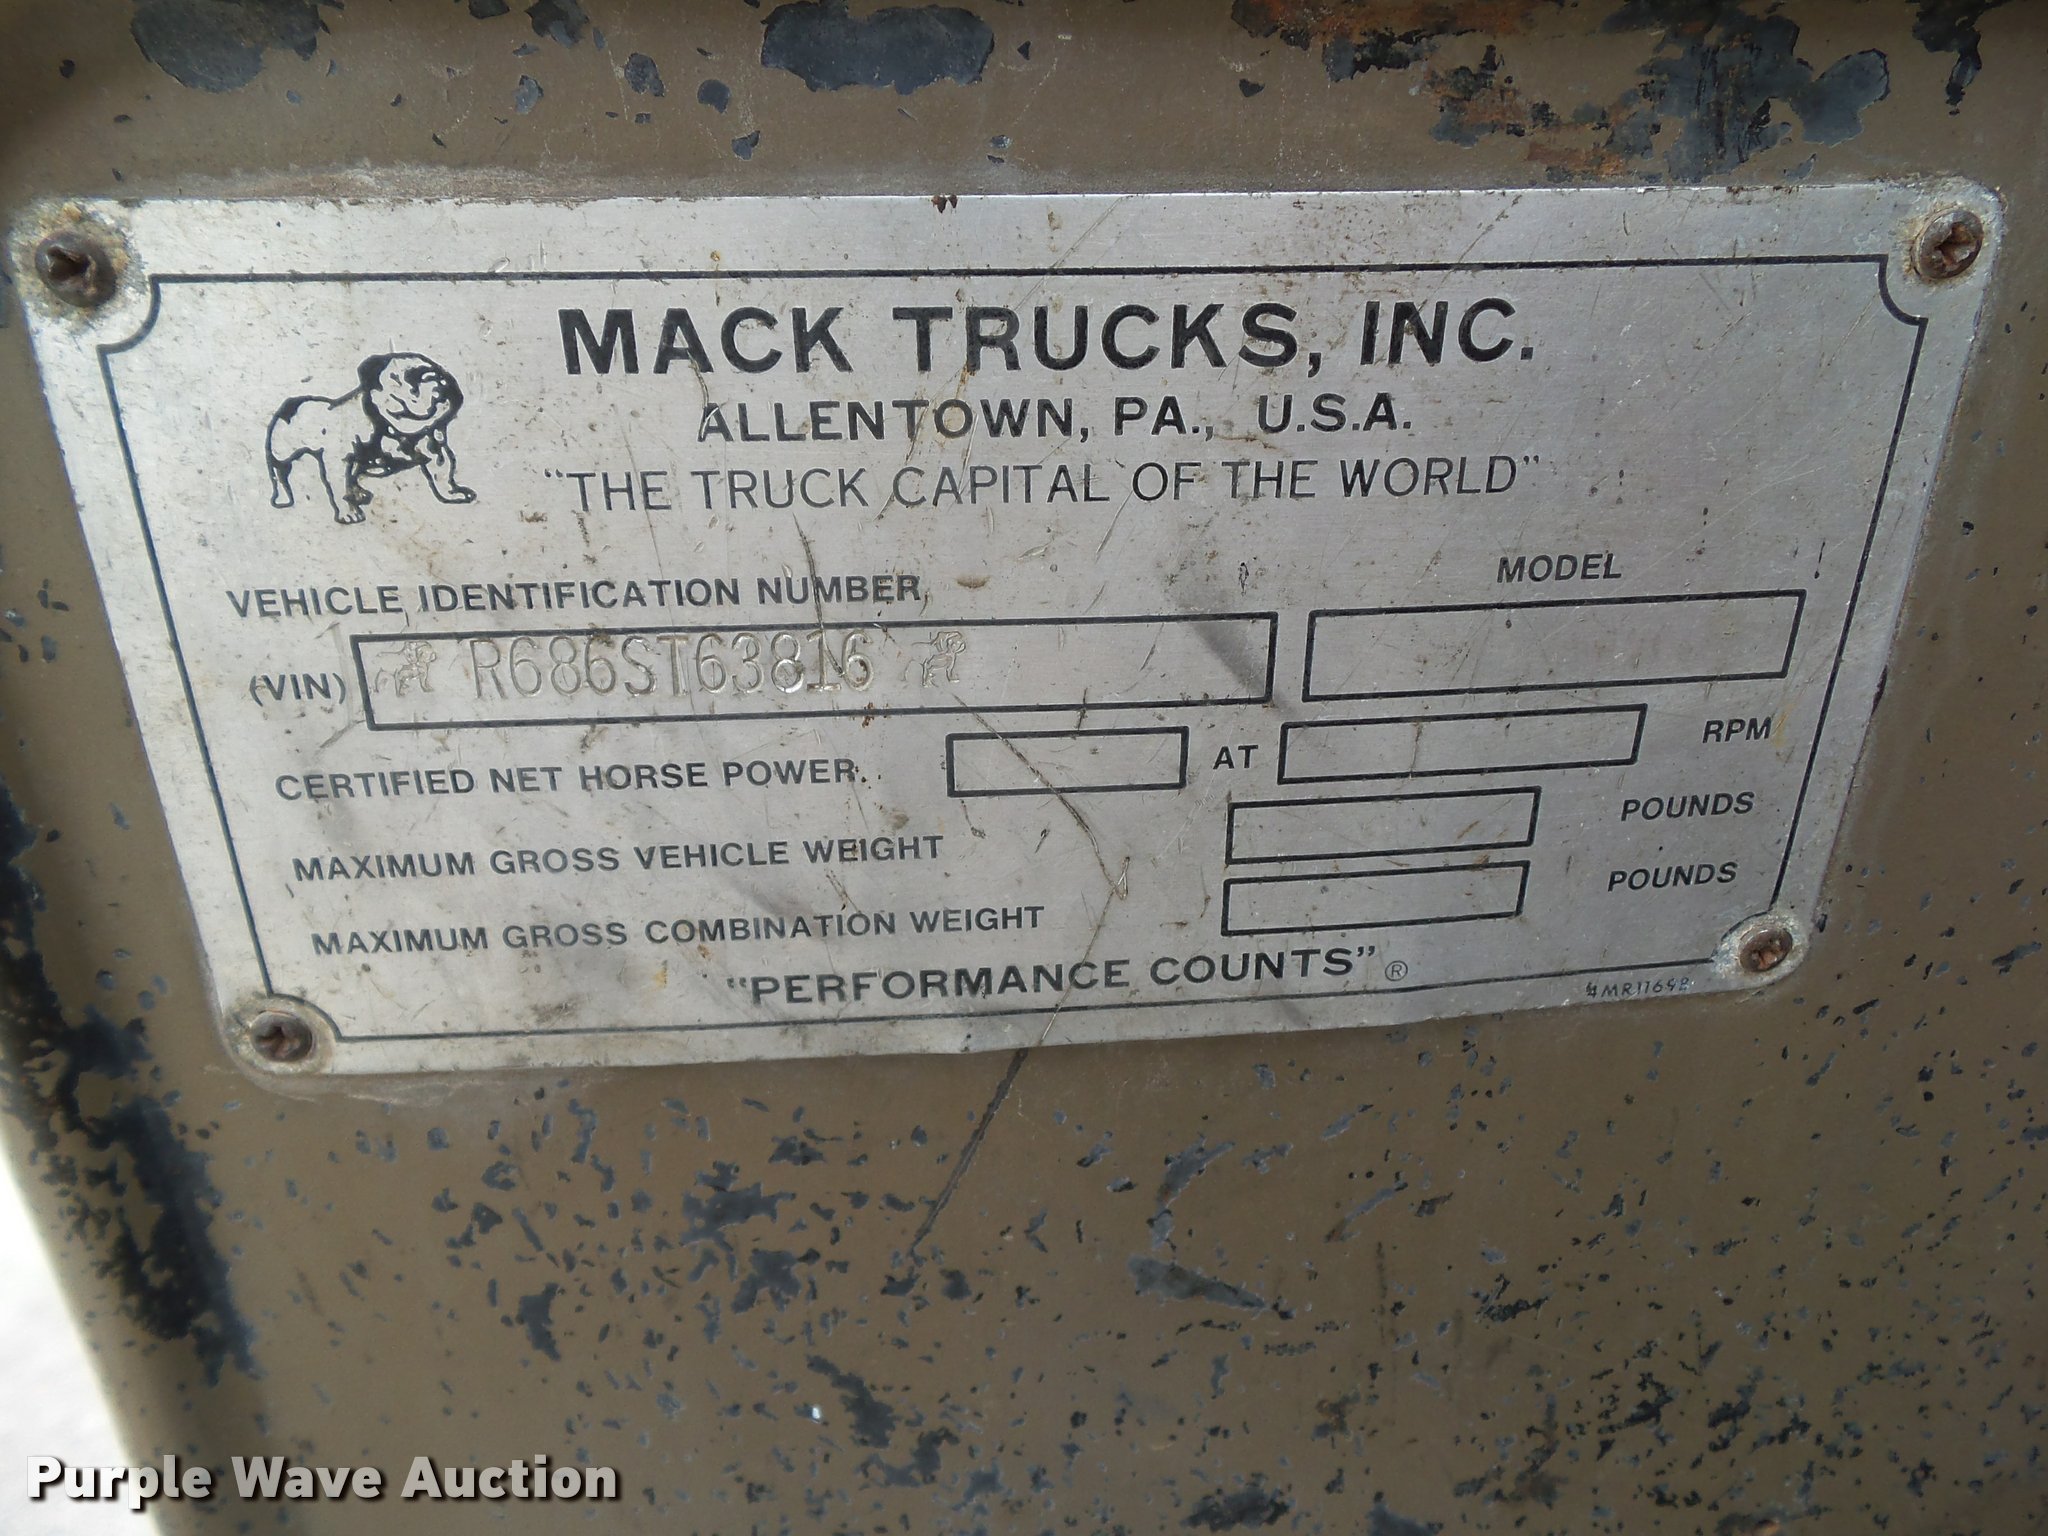 MACK TRUCKS, INC.
ALLENTOWN, PA., U.S.A.
"THE TRUCK CAPITAL OF THE WORLD"
VEHICLE IDENTIFICATION NUMBER
MODEL
(VIN) R686ST63816
CERTIFIED NET HORSE POWER. AT RPM
MAXIMUM GROSS VEHICLE WEIGHT POUNDS
MAXIMUM GROSS COMBINATION WEIGHT POUNDS
"PERFORMANCE COUNTS"®
Purple Wave Auction